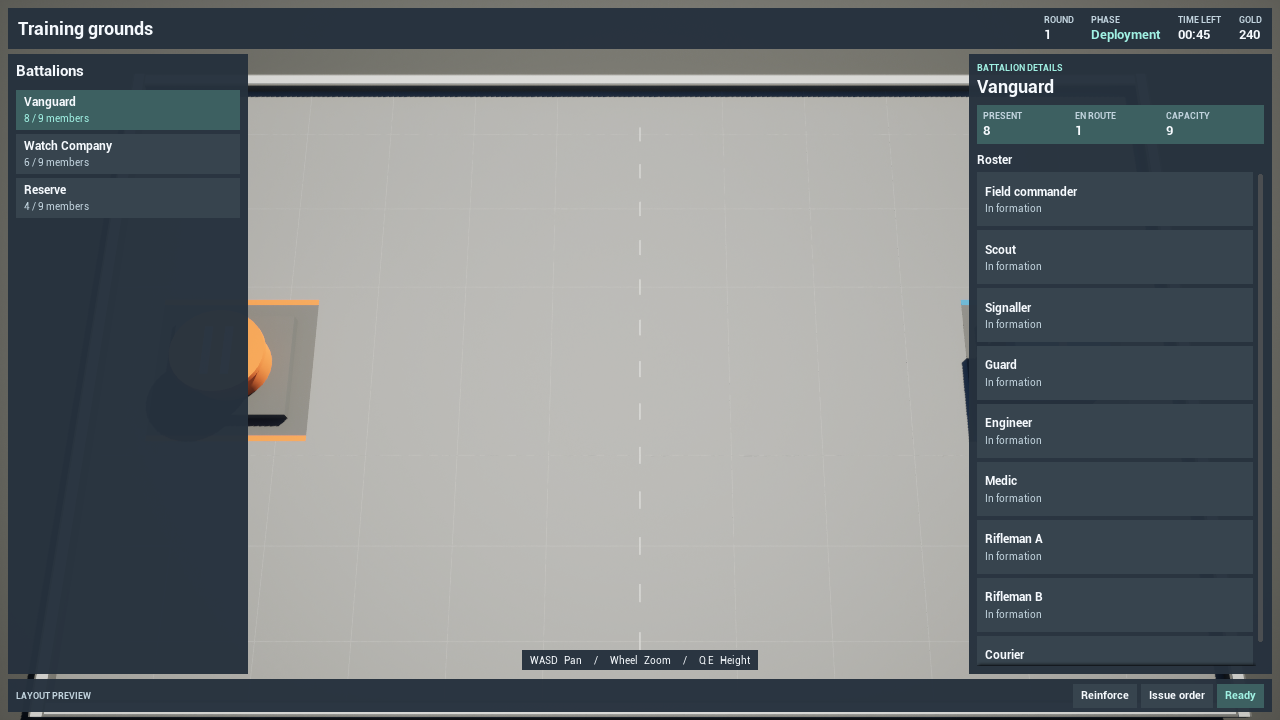 Training grounds
ROUND
1
PHASE
Deployment
TIME LEFT
00:45
GOLD
240
Battalions
Vanguard
8 / 9 members
Watch Company
6 / 9 members
Reserve
4 / 9 members
BATTALION DETAILS
Vanguard
PRESENT
8
EN ROUTE
1
CAPACITY
9
Roster
Field commander
In formation
Scout
In formation
Signaller
In formation
Guard
In formation
Engineer
In formation
Medic
In formation
Rifleman A
In formation
Rifleman B
In formation
Courier
WASD Pan / Wheel Zoom / Q E Height
LAYOUT PREVIEW
Reinforce
Issue order
Ready